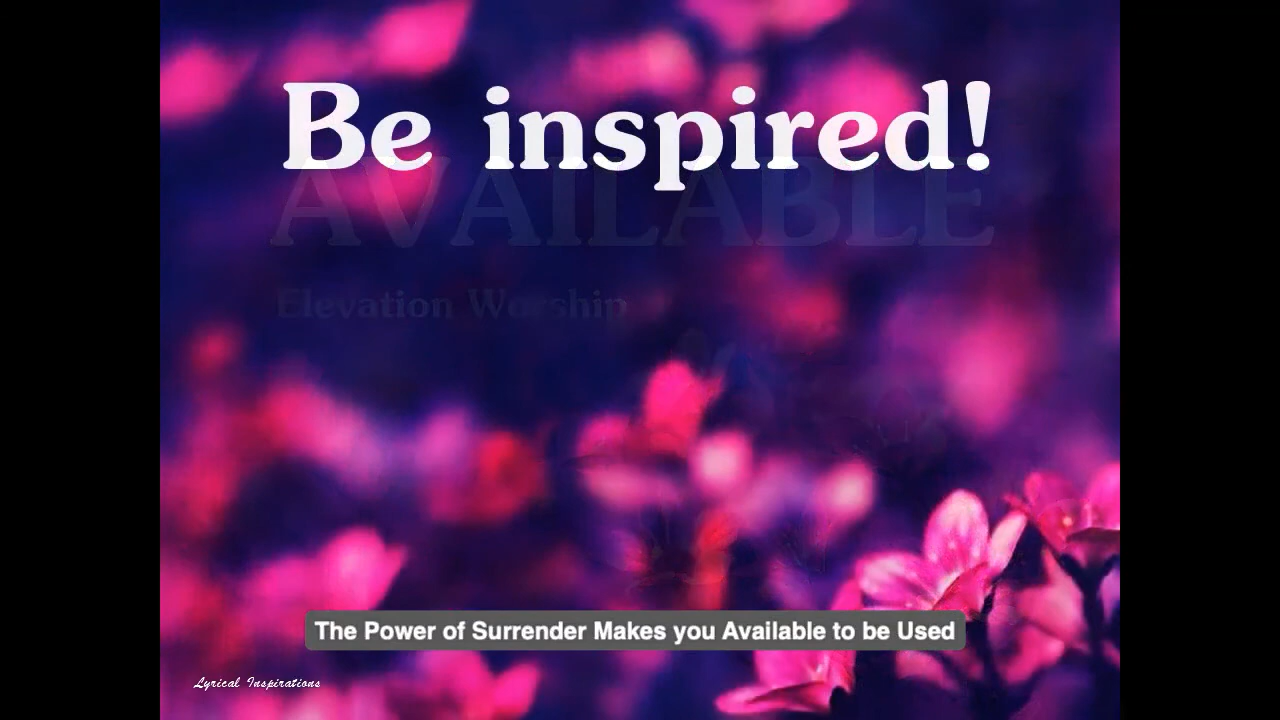 Be inspired!
AVAILABLE
Elevation Worship
The Power of Surrender Makes you Available to be Used
Lyrical Inspirations